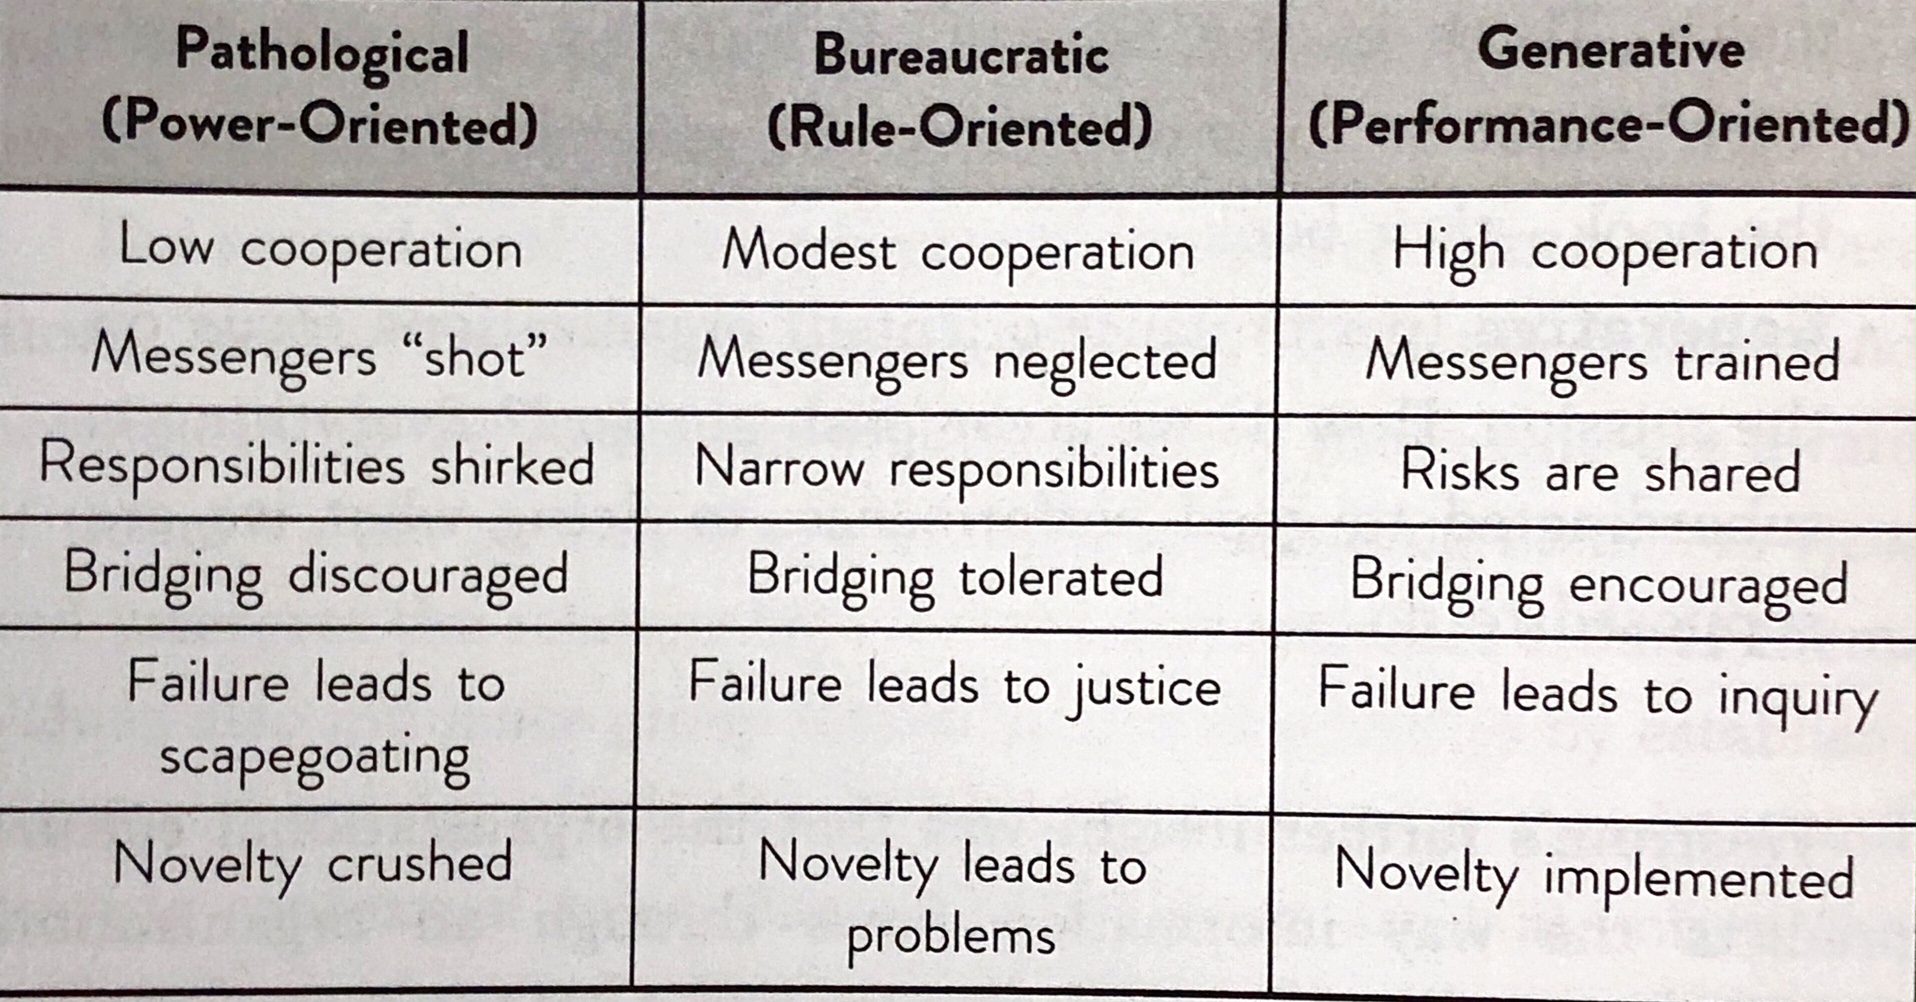 Pathological
(Power-Oriented)
Bureaucratic
(Rule-Oriented)
Generative
(Performance-Oriented)
Low cooperation
Modest cooperation
High cooperation
Messengers “shot”
Messengers neglected
Messengers trained
Responsibilities shirked
Narrow responsibilities
Risks are shared
Bridging discouraged
Bridging tolerated
Bridging encouraged
Failure leads to
scapegoating
Failure leads to justice
Failure leads to inquiry
Novelty crushed
Novelty leads to
problems
Novelty implemented